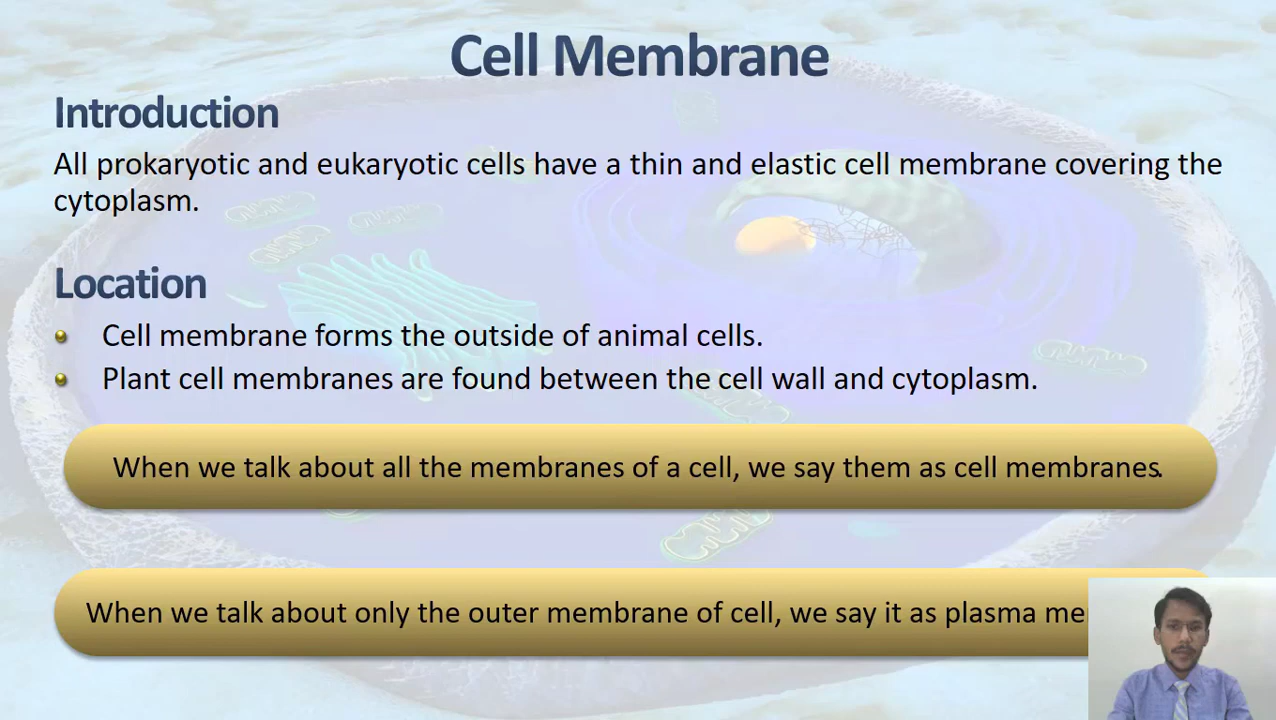 Cell Membrane
Introduction
All prokaryotic and eukaryotic cells have a thin and elastic cell membrane covering the
cytoplasm.
Location
Cell membrane forms the outside of animal cells.
Plant cell membranes are found between the cell wall and cytoplasm.
When we talk about all the membranes of a cell, we say them as cell membranes.
When we talk about only the outer membrane of cell, we say it as plasma